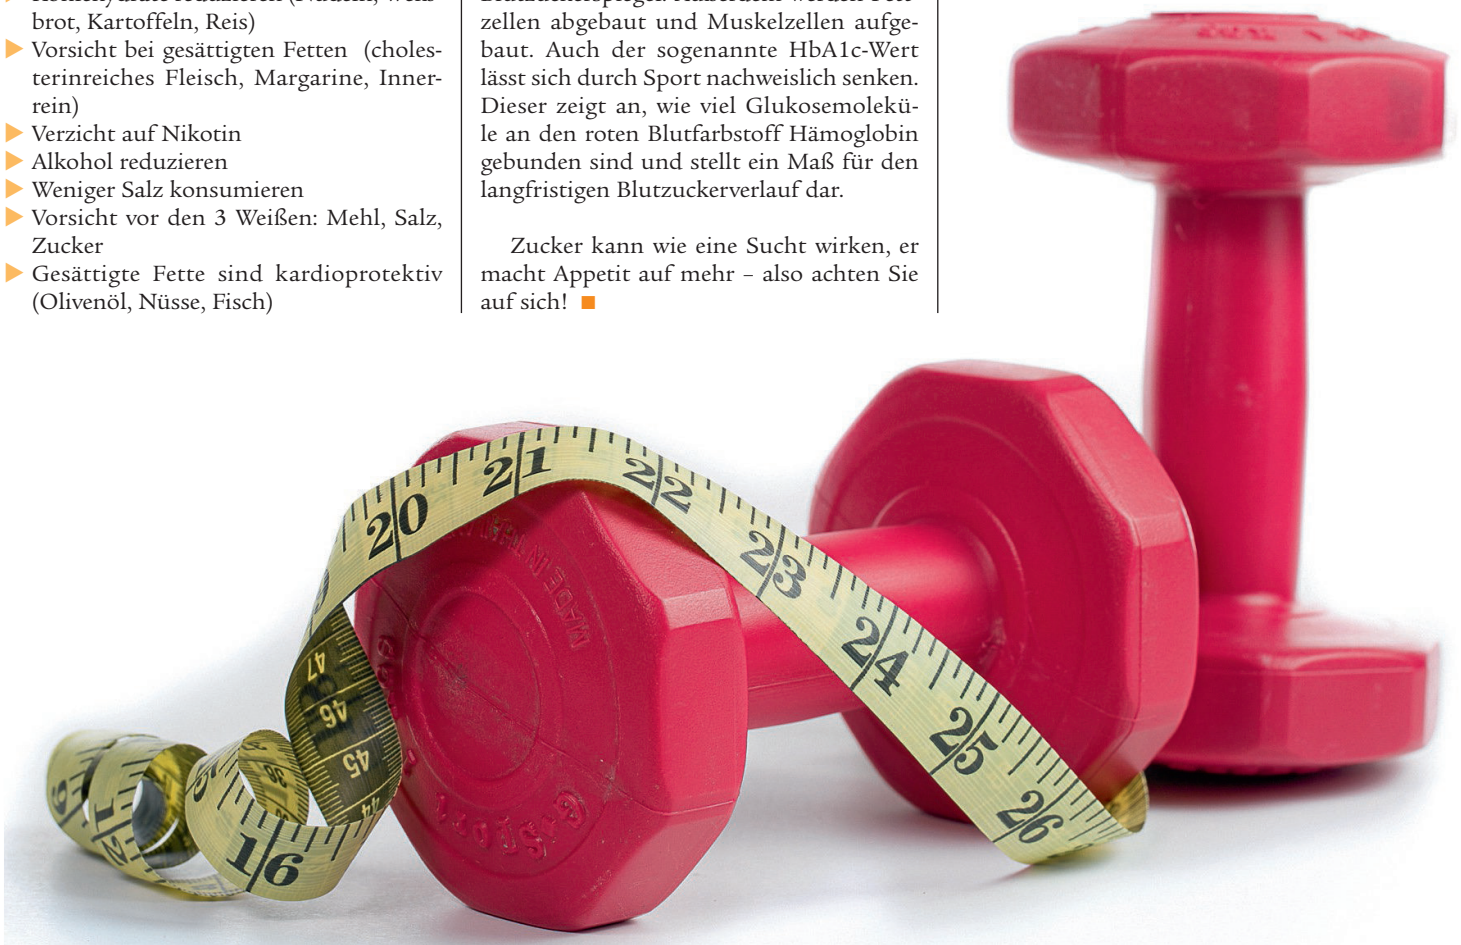 brot, Kartoffeln, Reis)
Vorsicht bei gesättigten Fetten (choles-
terinreiches Fleisch, Margarine, Inner-
rein)
Verzicht auf Nikotin
Alkohol reduzieren
Weniger Salz konsumieren
Vorsicht vor den 3 Weißen: Mehl, Salz,
Zucker
Gesättigte Fette sind kardioprotektiv
(Olivenöl, Nüsse, Fisch)
zellen abgebaut und Muskelzellen aufge-
baut. Auch der sogenannte HbA1c-Wert
lässt sich durch Sport nachweislich senken.
Dieser zeigt an, wie viel Glukosemolekü-
le an den roten Blutfarbstoff Hämoglobin
gebunden sind und stellt ein Maß für den
langfristigen Blutzuckerverlauf dar.
Zucker kann wie eine Sucht wirken, er
macht Appetit auf mehr – also achten Sie
auf sich!
20
21
22
23
24
25
26
47
46
45
44
16
12
MADE IN